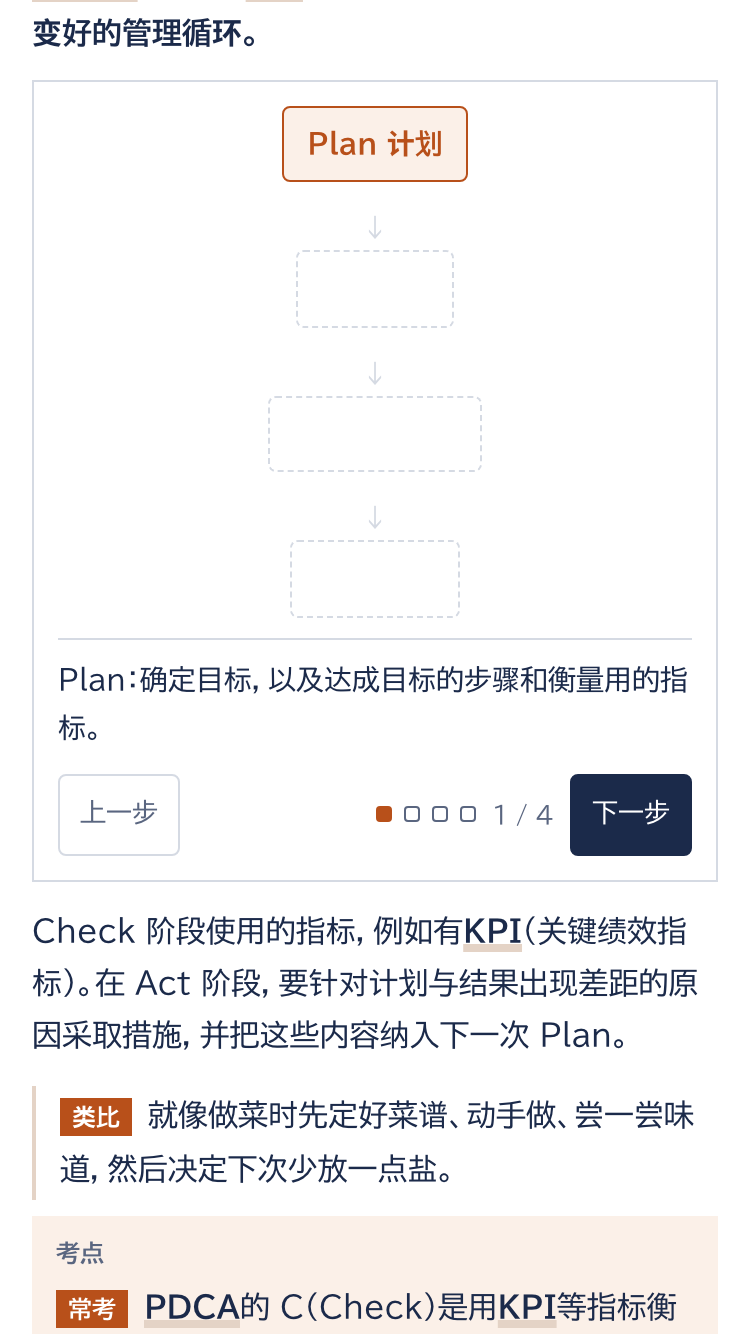 变好的管理循环。
Plan 计划
↓
↓
↓
Plan：确定目标，以及达成目标的步骤和衡量用的指
标。
上一步
1 / 4
下一步
Check 阶段使用的指标，例如有KPI（关键绩效指
标）。在 Act 阶段，要针对计划与结果出现差距的原
因采取措施，并把这些内容纳入下一次 Plan。
类比 就像做菜时先定好菜谱、动手做、尝一尝味
道，然后决定下次少放一点盐。
考点
常考 PDCA的 C（Check）是用KPI等指标衡